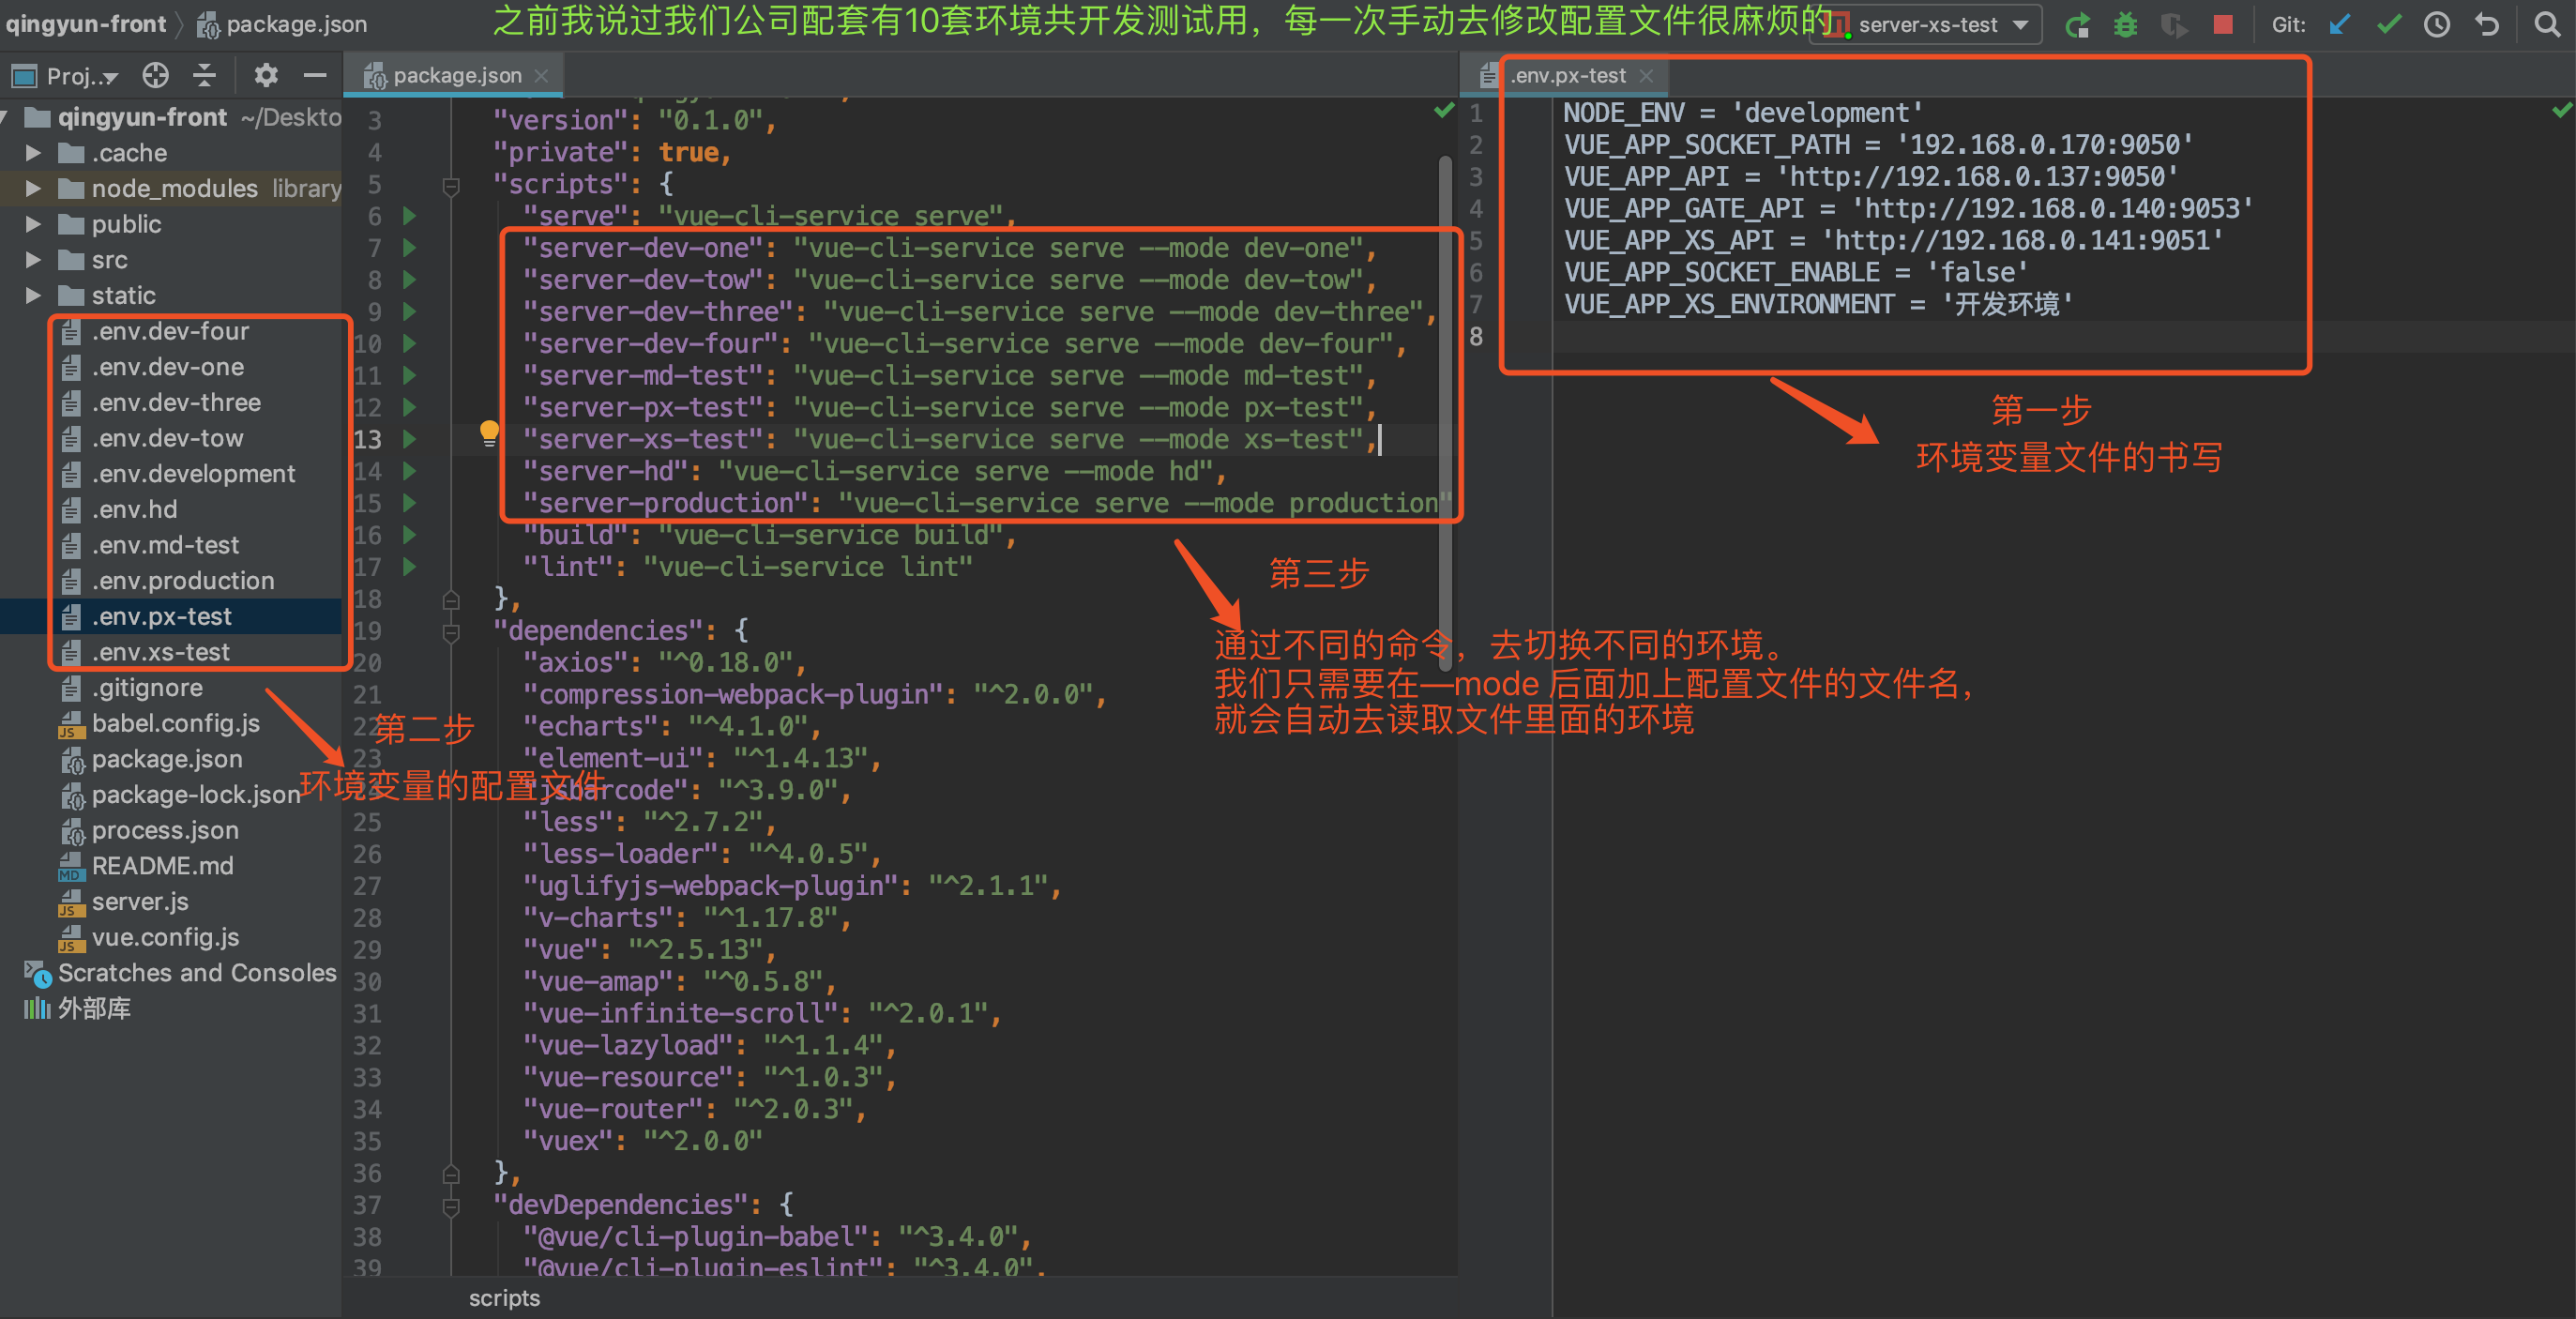 qingyun-front
package.json
之前我说过我们公司配套有10套环境共开发测试用，每一次手动去修改配置文件很麻烦的
server-xs-test
Git:
Proj..
package.json
.env.px-test
qingyun-front ~/Deskto
.cache
node_modules library
public
src
static
.env.dev-four
.env.dev-one
.env.dev-three
.env.dev-tow
.env.development
.env.hd
.env.md-test
.env.production
.env.px-test
.env.xs-test
.gitignore
babel.config.js
package.json
package-lock.json
process.json
README.md
server.js
vue.config.js
Scratches and Consoles
外部库
第二步
环境变量的配置文件
3 "version": "0.1.0",
4 "private": true,
5 "scripts": {
6 "serve": "vue-cli-service serve",
7 "server-dev-one": "vue-cli-service serve --mode dev-one",
8 "server-dev-tow": "vue-cli-service serve --mode dev-tow",
9 "server-dev-three": "vue-cli-service serve --mode dev-three",
10 "server-dev-four": "vue-cli-service serve --mode dev-four",
11 "server-md-test": "vue-cli-service serve --mode md-test",
12 "server-px-test": "vue-cli-service serve --mode px-test",
13 "server-xs-test": "vue-cli-service serve --mode xs-test",
14 "server-hd": "vue-cli-service serve --mode hd",
15 "server-production": "vue-cli-service serve --mode production"
16 "build": "vue-cli-service build",
17 "lint": "vue-cli-service lint"
18 },
19 "dependencies": {
20 "axios": "^0.18.0",
21 "compression-webpack-plugin": "^2.0.0",
22 "echarts": "^4.1.0",
23 "element-ui": "^1.4.13",
24 "jsbarcode": "^3.9.0",
25 "less": "^2.7.2",
26 "less-loader": "^4.0.5",
27 "uglifyjs-webpack-plugin": "^2.1.1",
28 "v-charts": "^1.17.8",
29 "vue": "^2.5.13",
30 "vue-amap": "^0.5.8",
31 "vue-infinite-scroll": "^2.0.1",
32 "vue-lazyload": "^1.1.4",
33 "vue-resource": "^1.0.3",
34 "vue-router": "^2.0.3",
35 "vuex": "^2.0.0"
36 },
37 "devDependencies": {
38 "@vue/cli-plugin-babel": "^3.4.0",
39 "@vue/cli-plugin-eslint": "^3.4.0",
scripts
第三步
通过不同的命令，去切换不同的环境。
我们只需要在—mode 后面加上配置文件的文件名，
就会自动去读取文件里面的环境
1 NODE_ENV = 'development'
2 VUE_APP_SOCKET_PATH = '192.168.0.170:9050'
3 VUE_APP_API = 'http://192.168.0.137:9050'
4 VUE_APP_GATE_API = 'http://192.168.0.140:9053'
5 VUE_APP_XS_API = 'http://192.168.0.141:9051'
6 VUE_APP_SOCKET_ENABLE = 'false'
7 VUE_APP_XS_ENVIRONMENT = '开发环境'
8
第一步
环境变量文件的书写